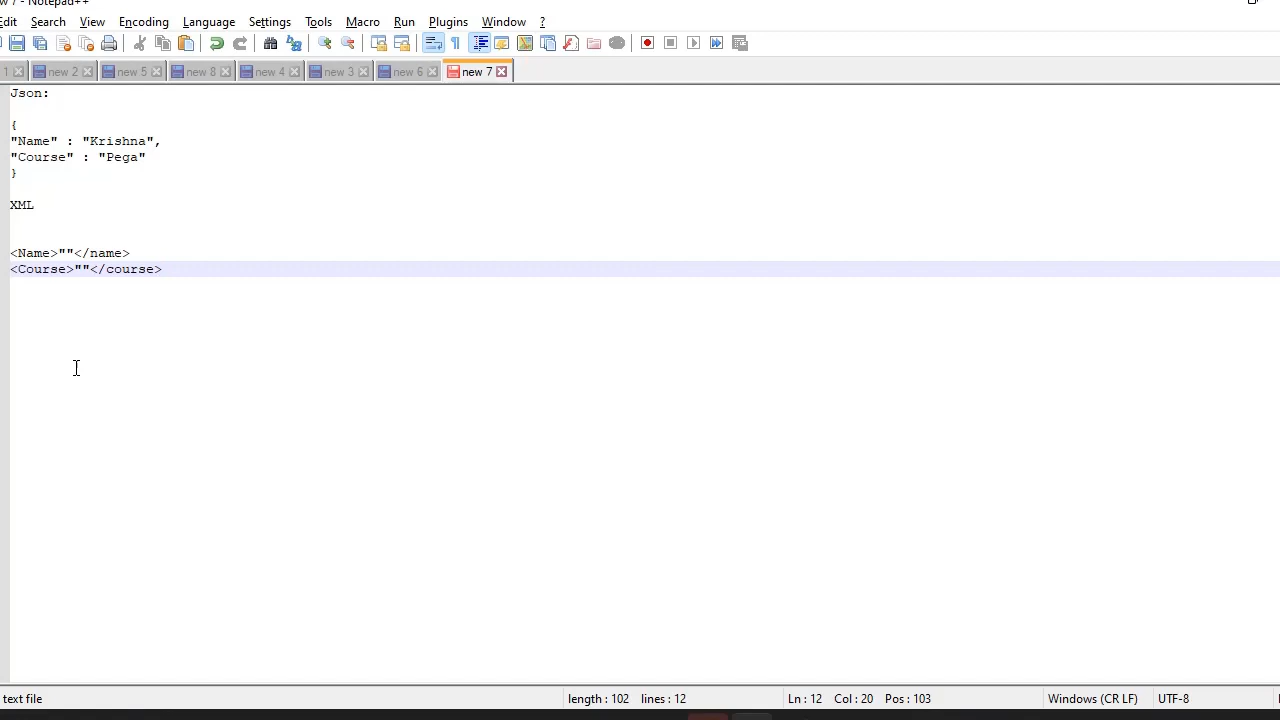 w 7 - Notepad++
Edit Search View Encoding Language Settings Tools Macro Run Plugins Window ?
1 new 2 new 5 new 8 new 4 new 3 new 6 new 7
Json:
{
"Name" : "Krishna",
"Course" : "Pega"
}
XML
<Name>""</name>
<Course>""</course>
text file length : 102 lines : 12 Ln : 12 Col : 20 Pos : 103 Windows (CR LF) UTF-8